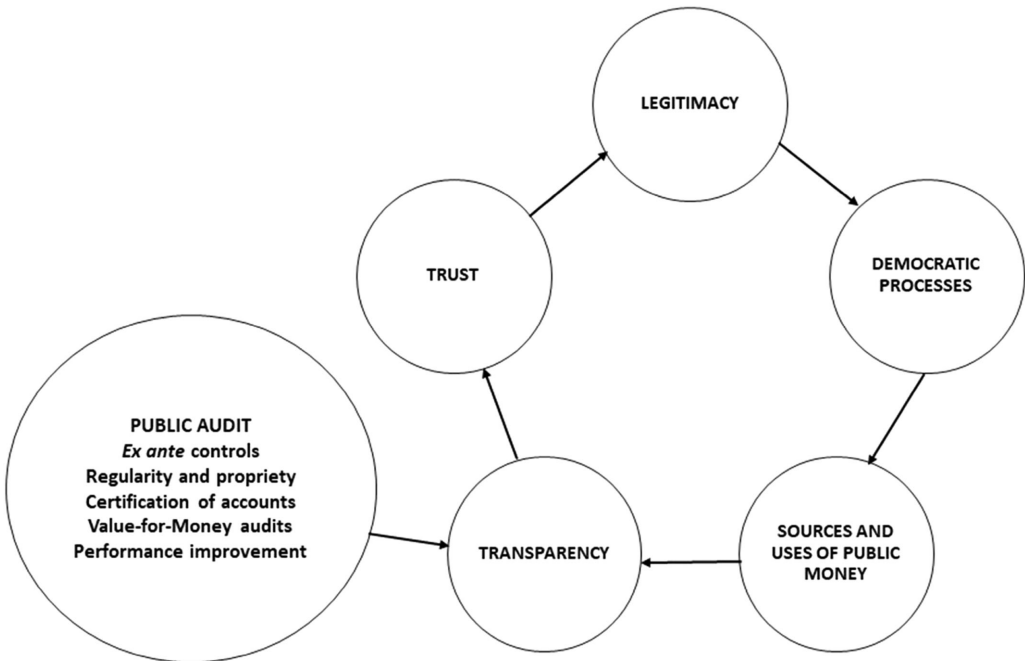 LEGITIMACY
TRUST
DEMOCRATIC
PROCESSES
PUBLIC AUDIT
Ex ante controls
Regularity and propriety
Certification of accounts
Value-for-Money audits
Performance improvement
TRANSPARENCY
SOURCES AND
USES OF PUBLIC
MONEY